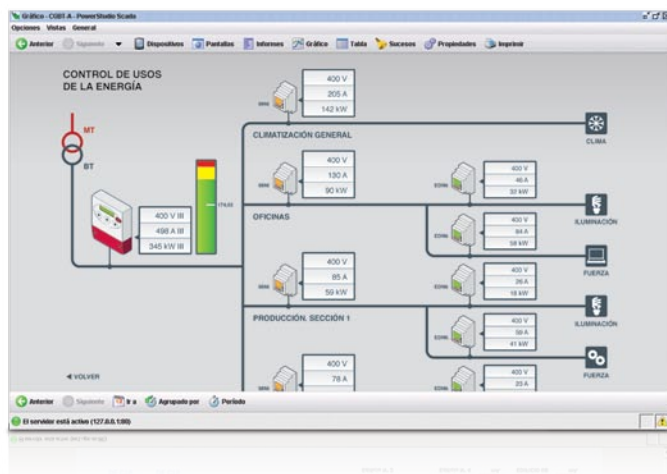 Gráfico - CGBT-A - PowerStudio Scada
Opciones Vistas General
Anterior Siguiente Dispositivos Pantallas Informes Gráfico Tabla Sucesos Propiedades Imprimir
CONTROL DE USOS
DE LA ENERGÍA
MT
BT
400 V III
498 A III
345 kW III
400 V
205 A
142 kW
CLIMATIZACIÓN GENERAL
CLIMA
400 V
130 A
90 kW
OFICINAS
400 V
46 A
32 kW
ILUMINACIÓN
400 V
84 A
58 kW
FUERZA
400 V
85 A
59 kW
PRODUCCIÓN. SECCIÓN 1
400 V
26 A
18 kW
ILUMINACIÓN
400 V
59 A
41 kW
FUERZA
400 V
78 A
400 V
23 A
VOLVER
Anterior Siguiente Ir a Agrupado por Período
El servidor está activo (127.0.0.1:80)